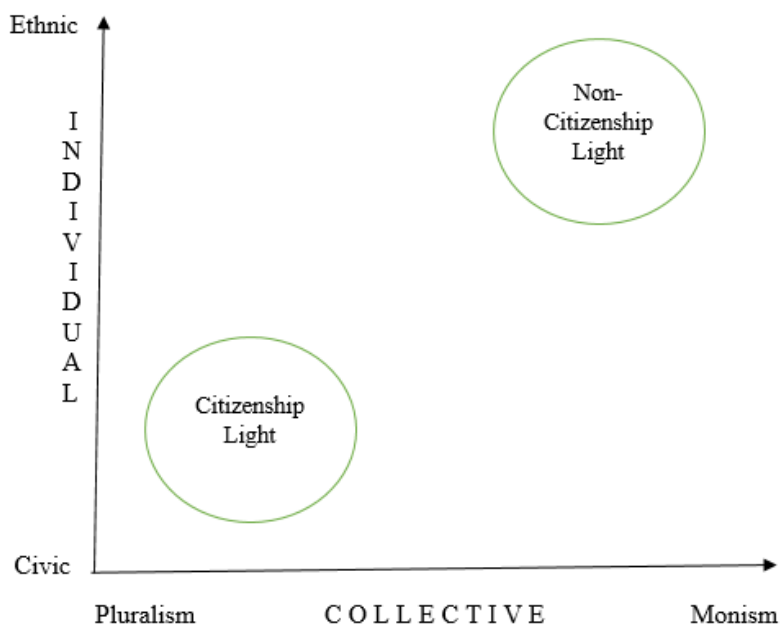 Ethnic
I
N
D
I
V
I
D
U
A
L
Non-
Citizenship
Light
Citizenship
Light
Civic
Pluralism
C O L L E C T I V E
Monism